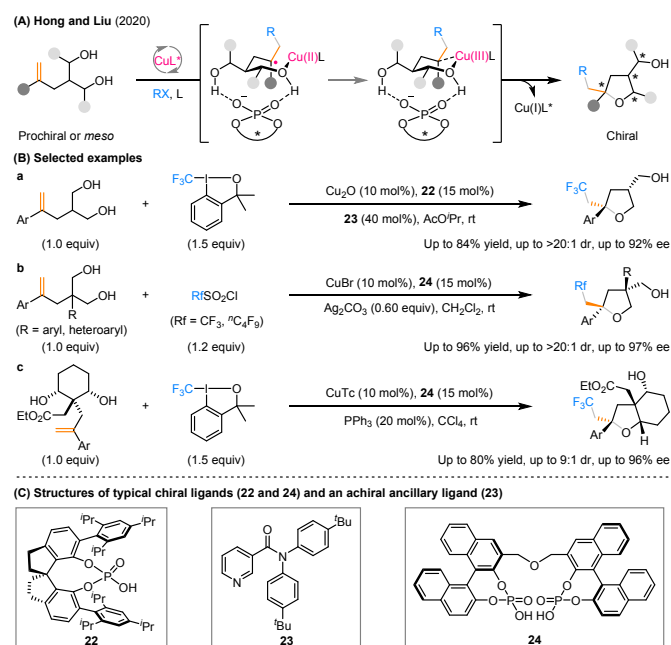 (A) Hong and Liu (2020)
OH
OH
CuL*
RX, L
Prochiral or meso
R
Cu(II)L
O
H
O
H
O
−
O
P
O
O
*
R
Cu(III)L
O
H
O
H
O
−
O
P
O
O
*
Cu(I)L*
R
*
*
*
*
OH
O
Chiral
(B) Selected examples
a
Ar
OH
OH
(1.0 equiv)
+
F₃C
I
O
(1.5 equiv)
Cu₂O (10 mol%), 22 (15 mol%)
23 (40 mol%), AcOⁱPr, rt
F₃C
Ar
O
OH
Up to 84% yield, up to >20:1 dr, up to 92% ee
b
Ar
OH
OH
R
(R = aryl, heteroaryl)
(1.0 equiv)
+
RfSO₂Cl
(Rf = CF₃, ⁿC₄F₉)
(1.2 equiv)
CuBr (10 mol%), 24 (15 mol%)
Ag₂CO₃ (0.60 equiv), CH₂Cl₂, rt
Rf
R
Ar
O
OH
Up to 96% yield, up to >20:1 dr, up to 97% ee
c
HO
OH
EtO₂C
Ar
(1.0 equiv)
+
F₃C
I
O
(1.5 equiv)
CuTc (10 mol%), 24 (15 mol%)
PPh₃ (20 mol%), CCl₄, rt
HO
EtO₂C
F₃C
Ar
O
H
Up to 80% yield, up to 9:1 dr, up to 96% ee
(C) Structures of typical chiral ligands (22 and 24) and an achiral ancillary ligand (23)
ⁱPr
ⁱPr
ⁱPr
O
O
P
O
OH
ⁱPr
ⁱPr
ⁱPr
22
O
N
N
ᵗBu
ᵗBu
23
O
O
O
P
O
OH
O
O
P
O
HO
24